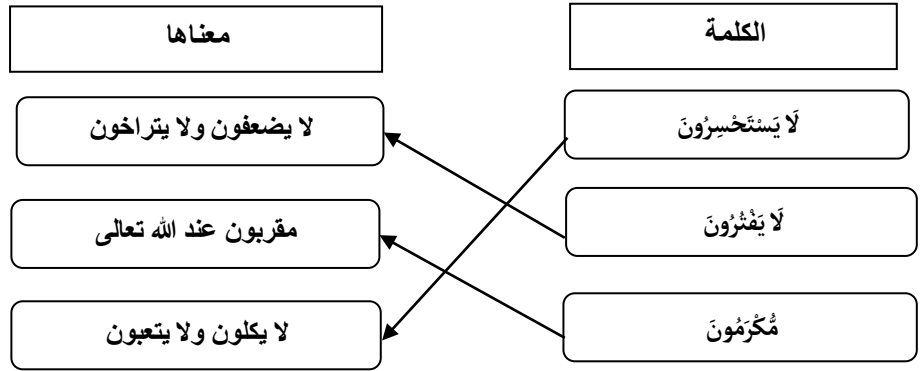 الكلمة
معناها
لَا يَسْتَحْسِرُونَ
لا يضعفون ولا يتراخون
لَا يَفْتُرُونَ
مقربون عند الله تعالى
مُّكْرَمُونَ
لا يكلون ولا يتعبون